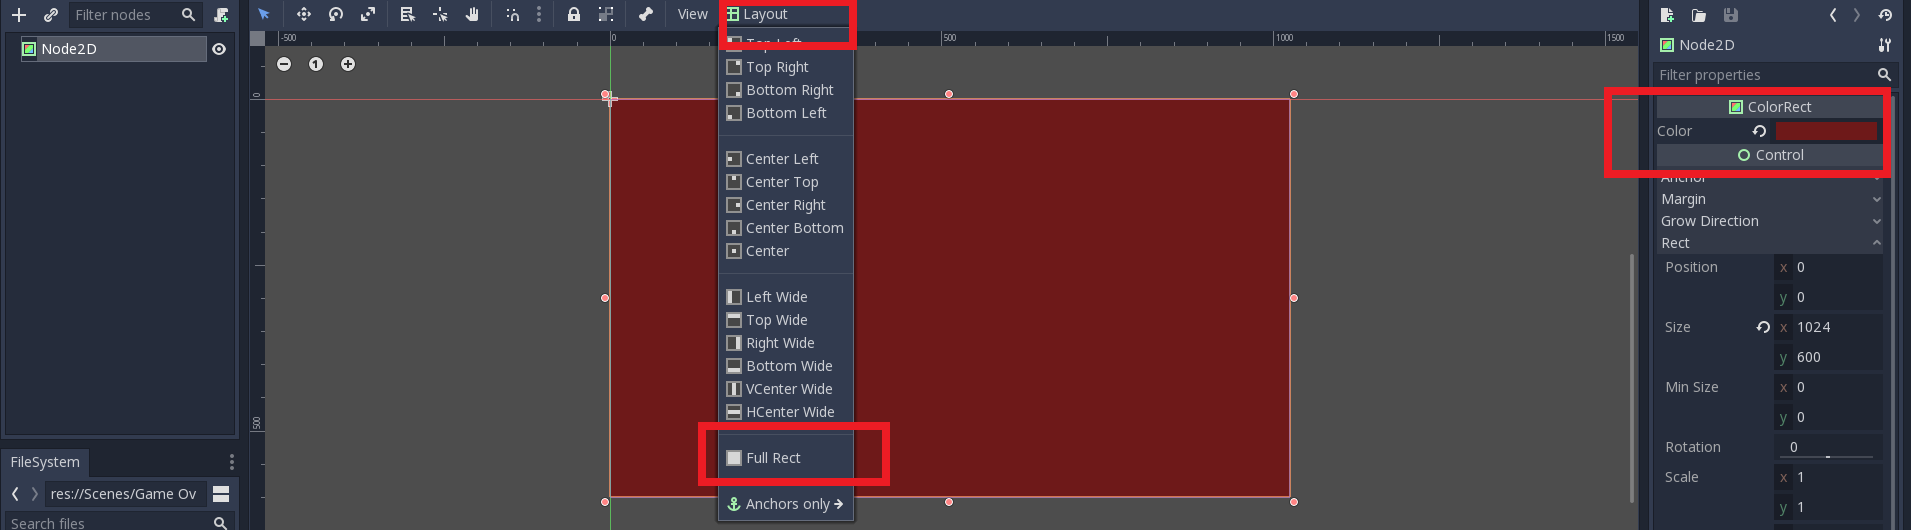 Filter nodes
Node2D
FileSystem
res://Scenes/Game Ov
Search files
View
Layout
-500
0
500
1000
1500
0
500
1
Top Left
Top Right
Bottom Right
Bottom Left
Center Left
Center Top
Center Right
Center Bottom
Center
Left Wide
Top Wide
Right Wide
Bottom Wide
VCenter Wide
HCenter Wide
Full Rect
Anchors only
Node2D
Filter properties
ColorRect
Color
Control
Anchor
Margin
Grow Direction
Rect
Position x 0
y 0
Size x 1024
y 600
Min Size x 0
y 0
Rotation 0
Scale x 1
y 1